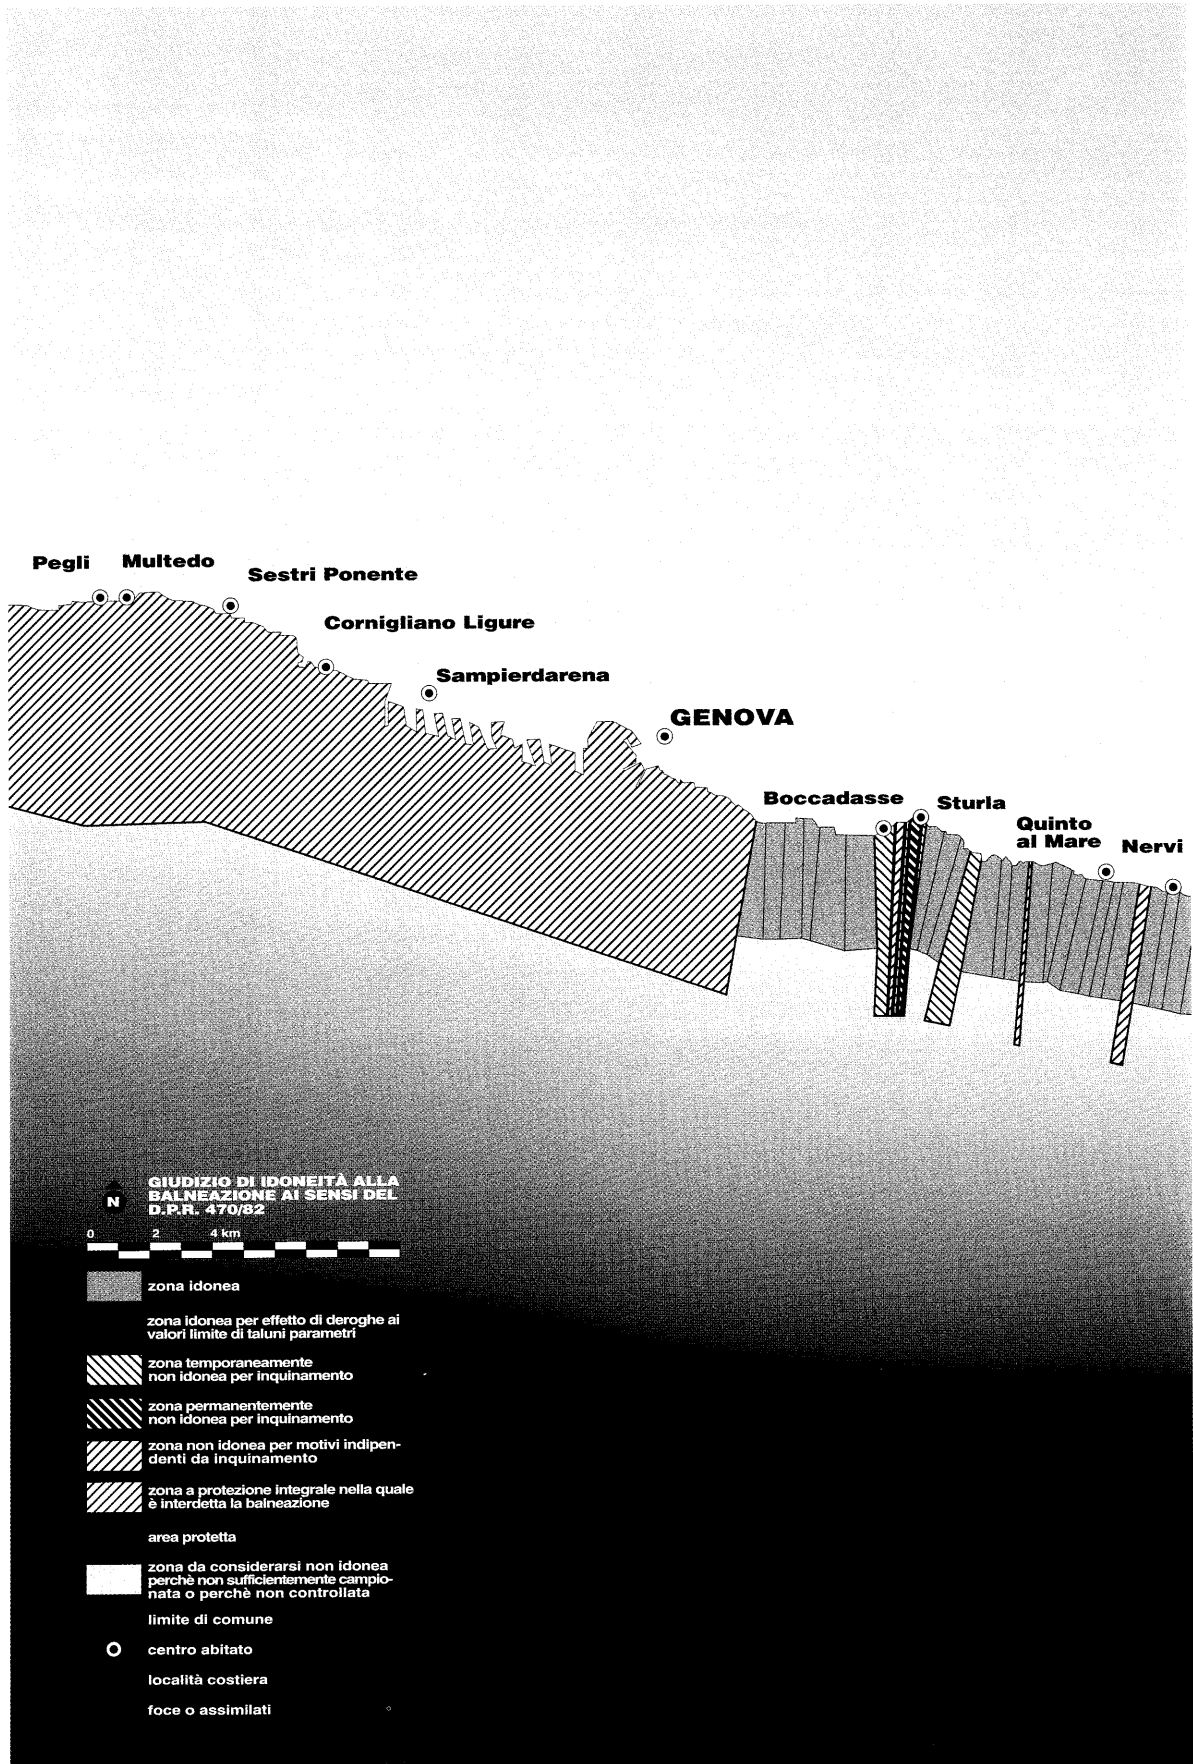 Pegli
Multedo
Sestri Ponente
Cornigliano Ligure
Sampierdarena
GENOVA
Boccadasse
Sturla
Quinto
al Mare
Nervi
N
GIUDIZIO DI IDONEITÀ ALLA
BALNEAZIONE AI SENSI DEL
D.P.R. 470/82
0 2 4 km
zona idonea
zona idonea per effetto di deroghe ai
valori limite di taluni parametri
zona temporaneamente
non idonea per inquinamento
zona permanentemente
non idonea per inquinamento
zona non idonea per motivi indipen-
denti da inquinamento
zona a protezione integrale nella quale
è interdetta la balneazione
area protetta
zona da considerarsi non idonea
perchè non sufficientemente campio-
nata o perchè non controllata
limite di comune
centro abitato
località costiera
foce o assimilati